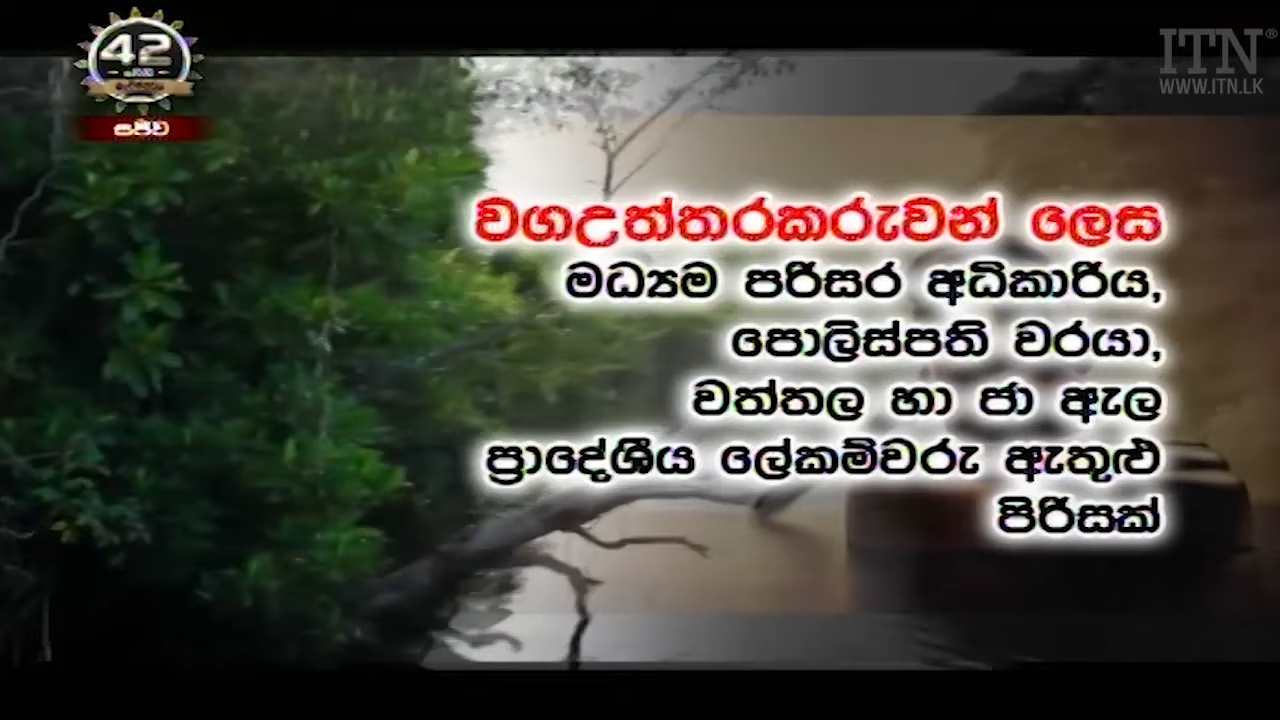 42
සජීව
ITN®
WWW.ITN.LK
වගඋත්තරකරුවන් ලෙස
මධ්‍යම පරිසර අධිකාරිය,
පොලිස්පති වරයා,
වත්තල හා ජා ඇල
ප්‍රාදේශීය ලේකම්වරු ඇතුළු
පිරිසක්